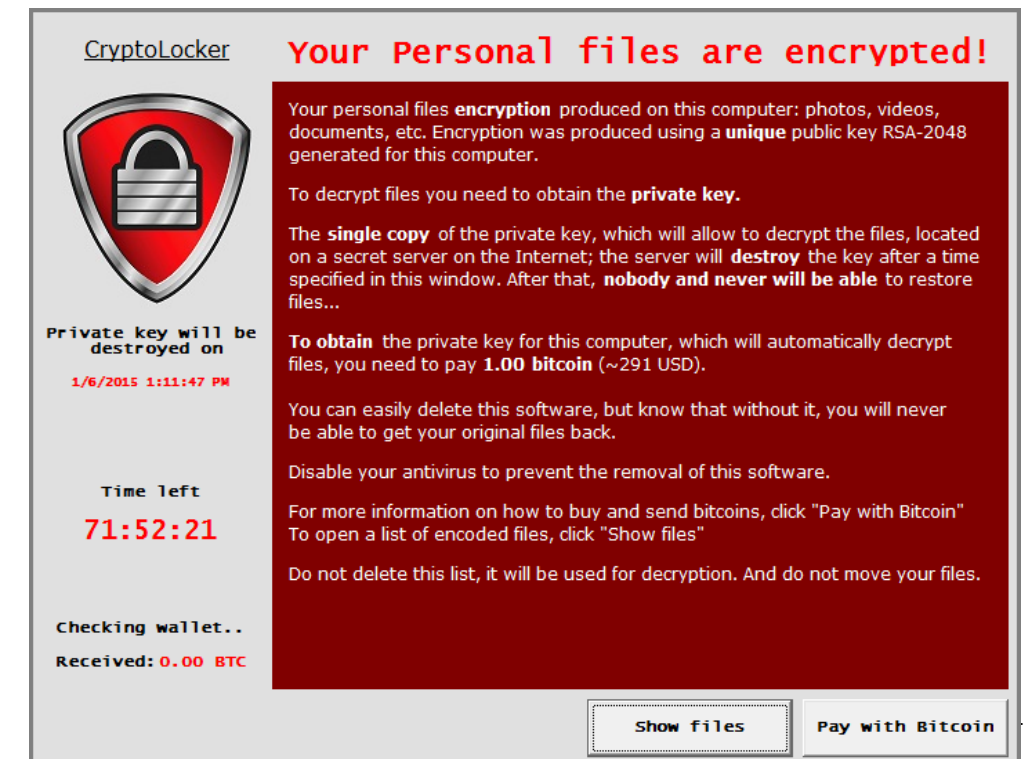 CryptoLocker
Your Personal files are encrypted!
Private key will be
destroyed on
1/6/2015 1:11:47 PM
Time left
71:52:21
Checking wallet..
Received: 0.00 BTC
Your personal files encryption produced on this computer: photos, videos,
documents, etc. Encryption was produced using a unique public key RSA-2048
generated for this computer.
To decrypt files you need to obtain the private key.
The single copy of the private key, which will allow to decrypt the files, located
on a secret server on the Internet; the server will destroy the key after a time
specified in this window. After that, nobody and never will be able to restore
files...
To obtain the private key for this computer, which will automatically decrypt
files, you need to pay 1.00 bitcoin (~291 USD).
You can easily delete this software, but know that without it, you will never
be able to get your original files back.
Disable your antivirus to prevent the removal of this software.
For more information on how to buy and send bitcoins, click "Pay with Bitcoin"
To open a list of encoded files, click "Show files"
Do not delete this list, it will be used for decryption. And do not move your files.
Show files
Pay with Bitcoin